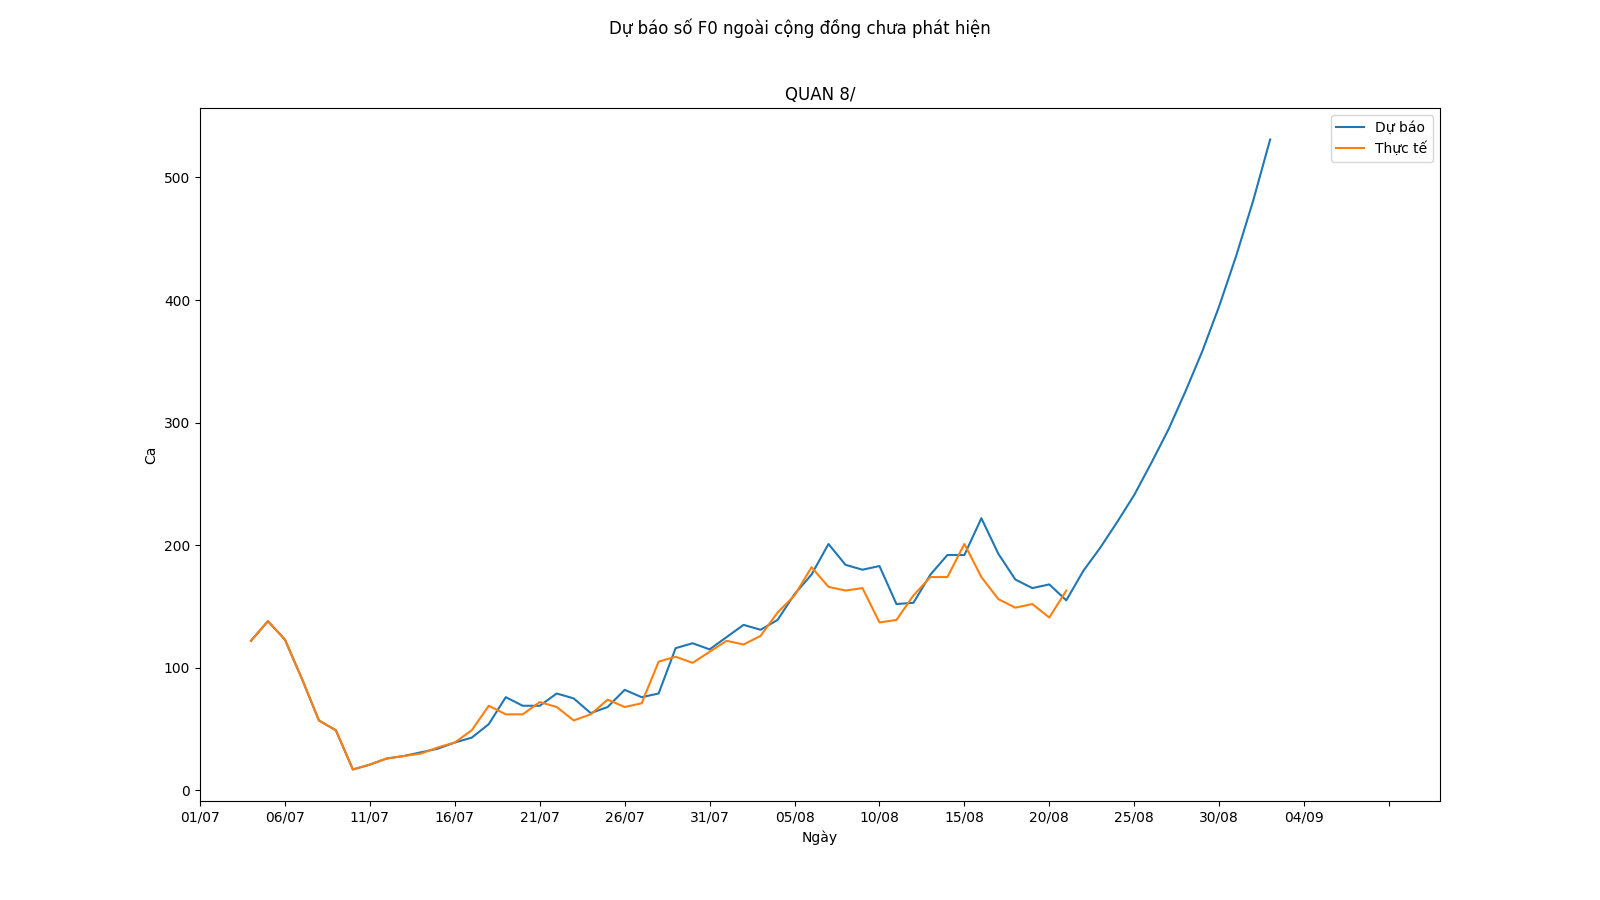 Dự báo số F0 ngoài cộng đồng chưa phát hiện
QUAN 8/
Dự báo
Thực tế
500
400
300
200
100
0
Ca
01/07 06/07 11/07 16/07 21/07 26/07 31/07 05/08 10/08 15/08 20/08 25/08 30/08 04/09
Ngày